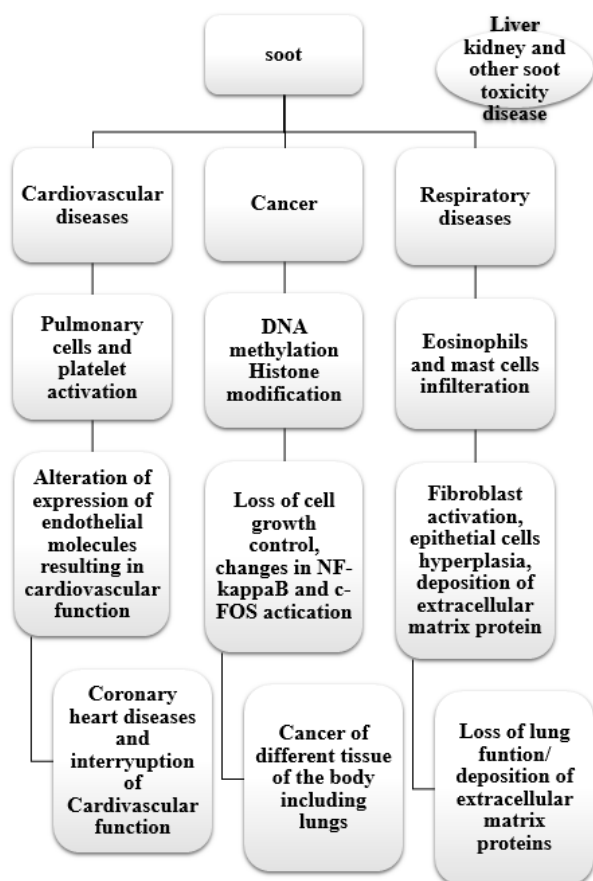 soot
Liver
kidney and
other soot
toxicity
disease
Cardiovascular
diseases
Cancer
Respiratory
diseases
Pulmonary
cells and
platelet
activation
DNA
methylation
Histone
modification
Eosinophils
and mast cells
infilteration
Alteration of
expression of
endothelial
molecules
resulting in
cardiovascular
function
Loss of cell
growth
control,
changes in NF-
kappaB and c-
FOS actication
Fibroblast
activation,
epithetial cells
hyperplasia,
deposition of
extracellular
matrix protein
Coronary
heart diseases
and
interryuption
of
Cardivascular
function
Cancer of
different tissue
of the body
including
lungs
Loss of lung
funtion/
deposition of
extracellular
matrix
proteins